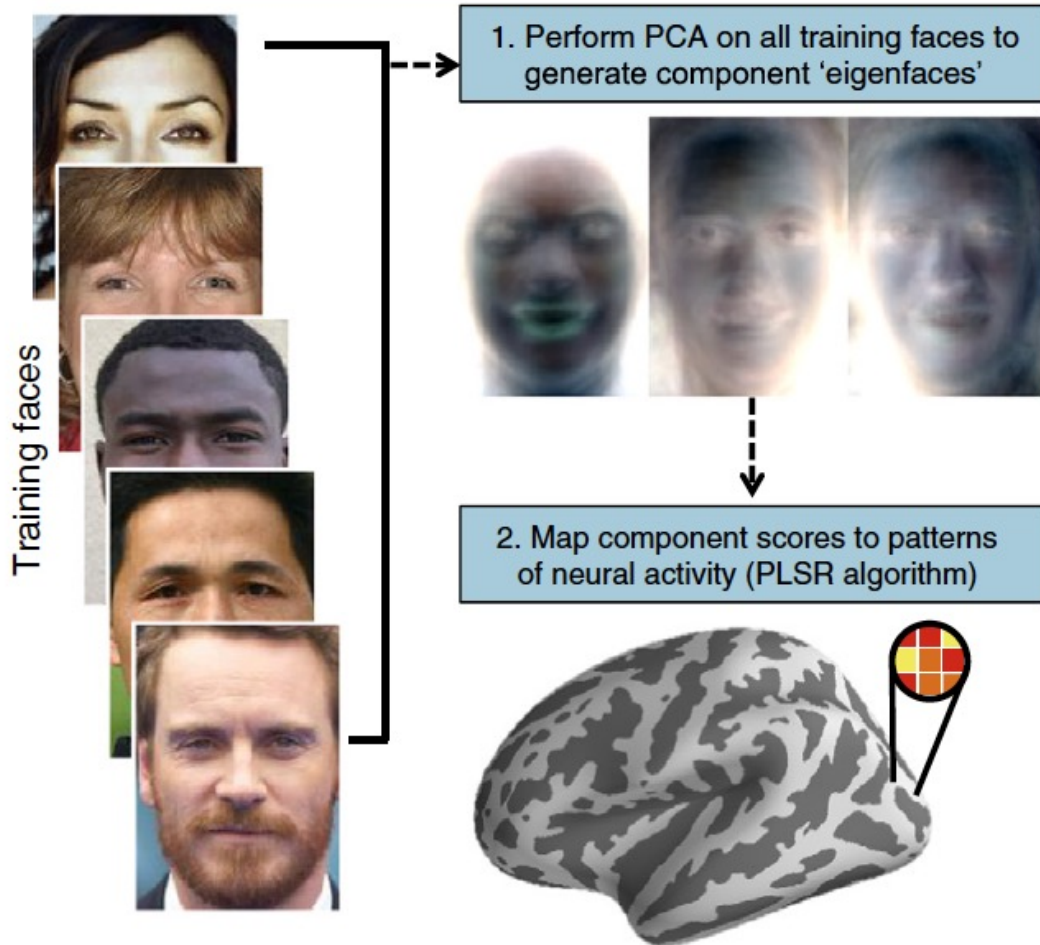 Training faces
1. Perform PCA on all training faces to
generate component ‘eigenfaces’
2. Map component scores to patterns
of neural activity (PLSR algorithm)